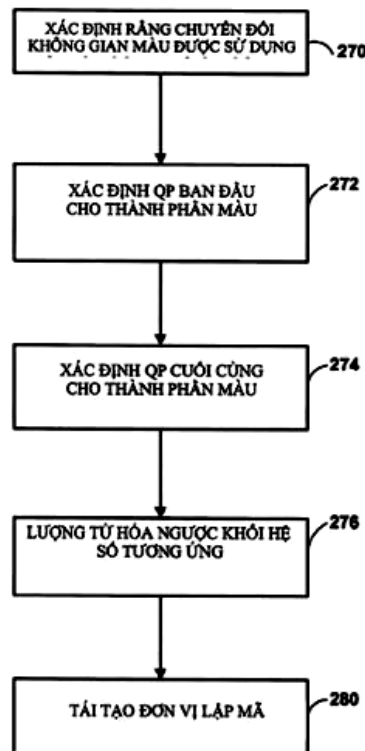 XÁC ĐỊNH RẰNG CHUYỂN ĐỔI
KHÔNG GIAN MÀU ĐƯỢC SỬ DỤNG
270
XÁC ĐỊNH QP BAN ĐẦU
CHO THÀNH PHẦN MÀU
272
XÁC ĐỊNH QP CUỐI CÙNG
CHO THÀNH PHẦN MÀU
274
LƯỢNG TỬ HÓA NGƯỢC KHỐI HỆ
SỐ TƯƠNG ỨNG
276
TÁI TẠO ĐƠN VỊ LẬP MÃ
280